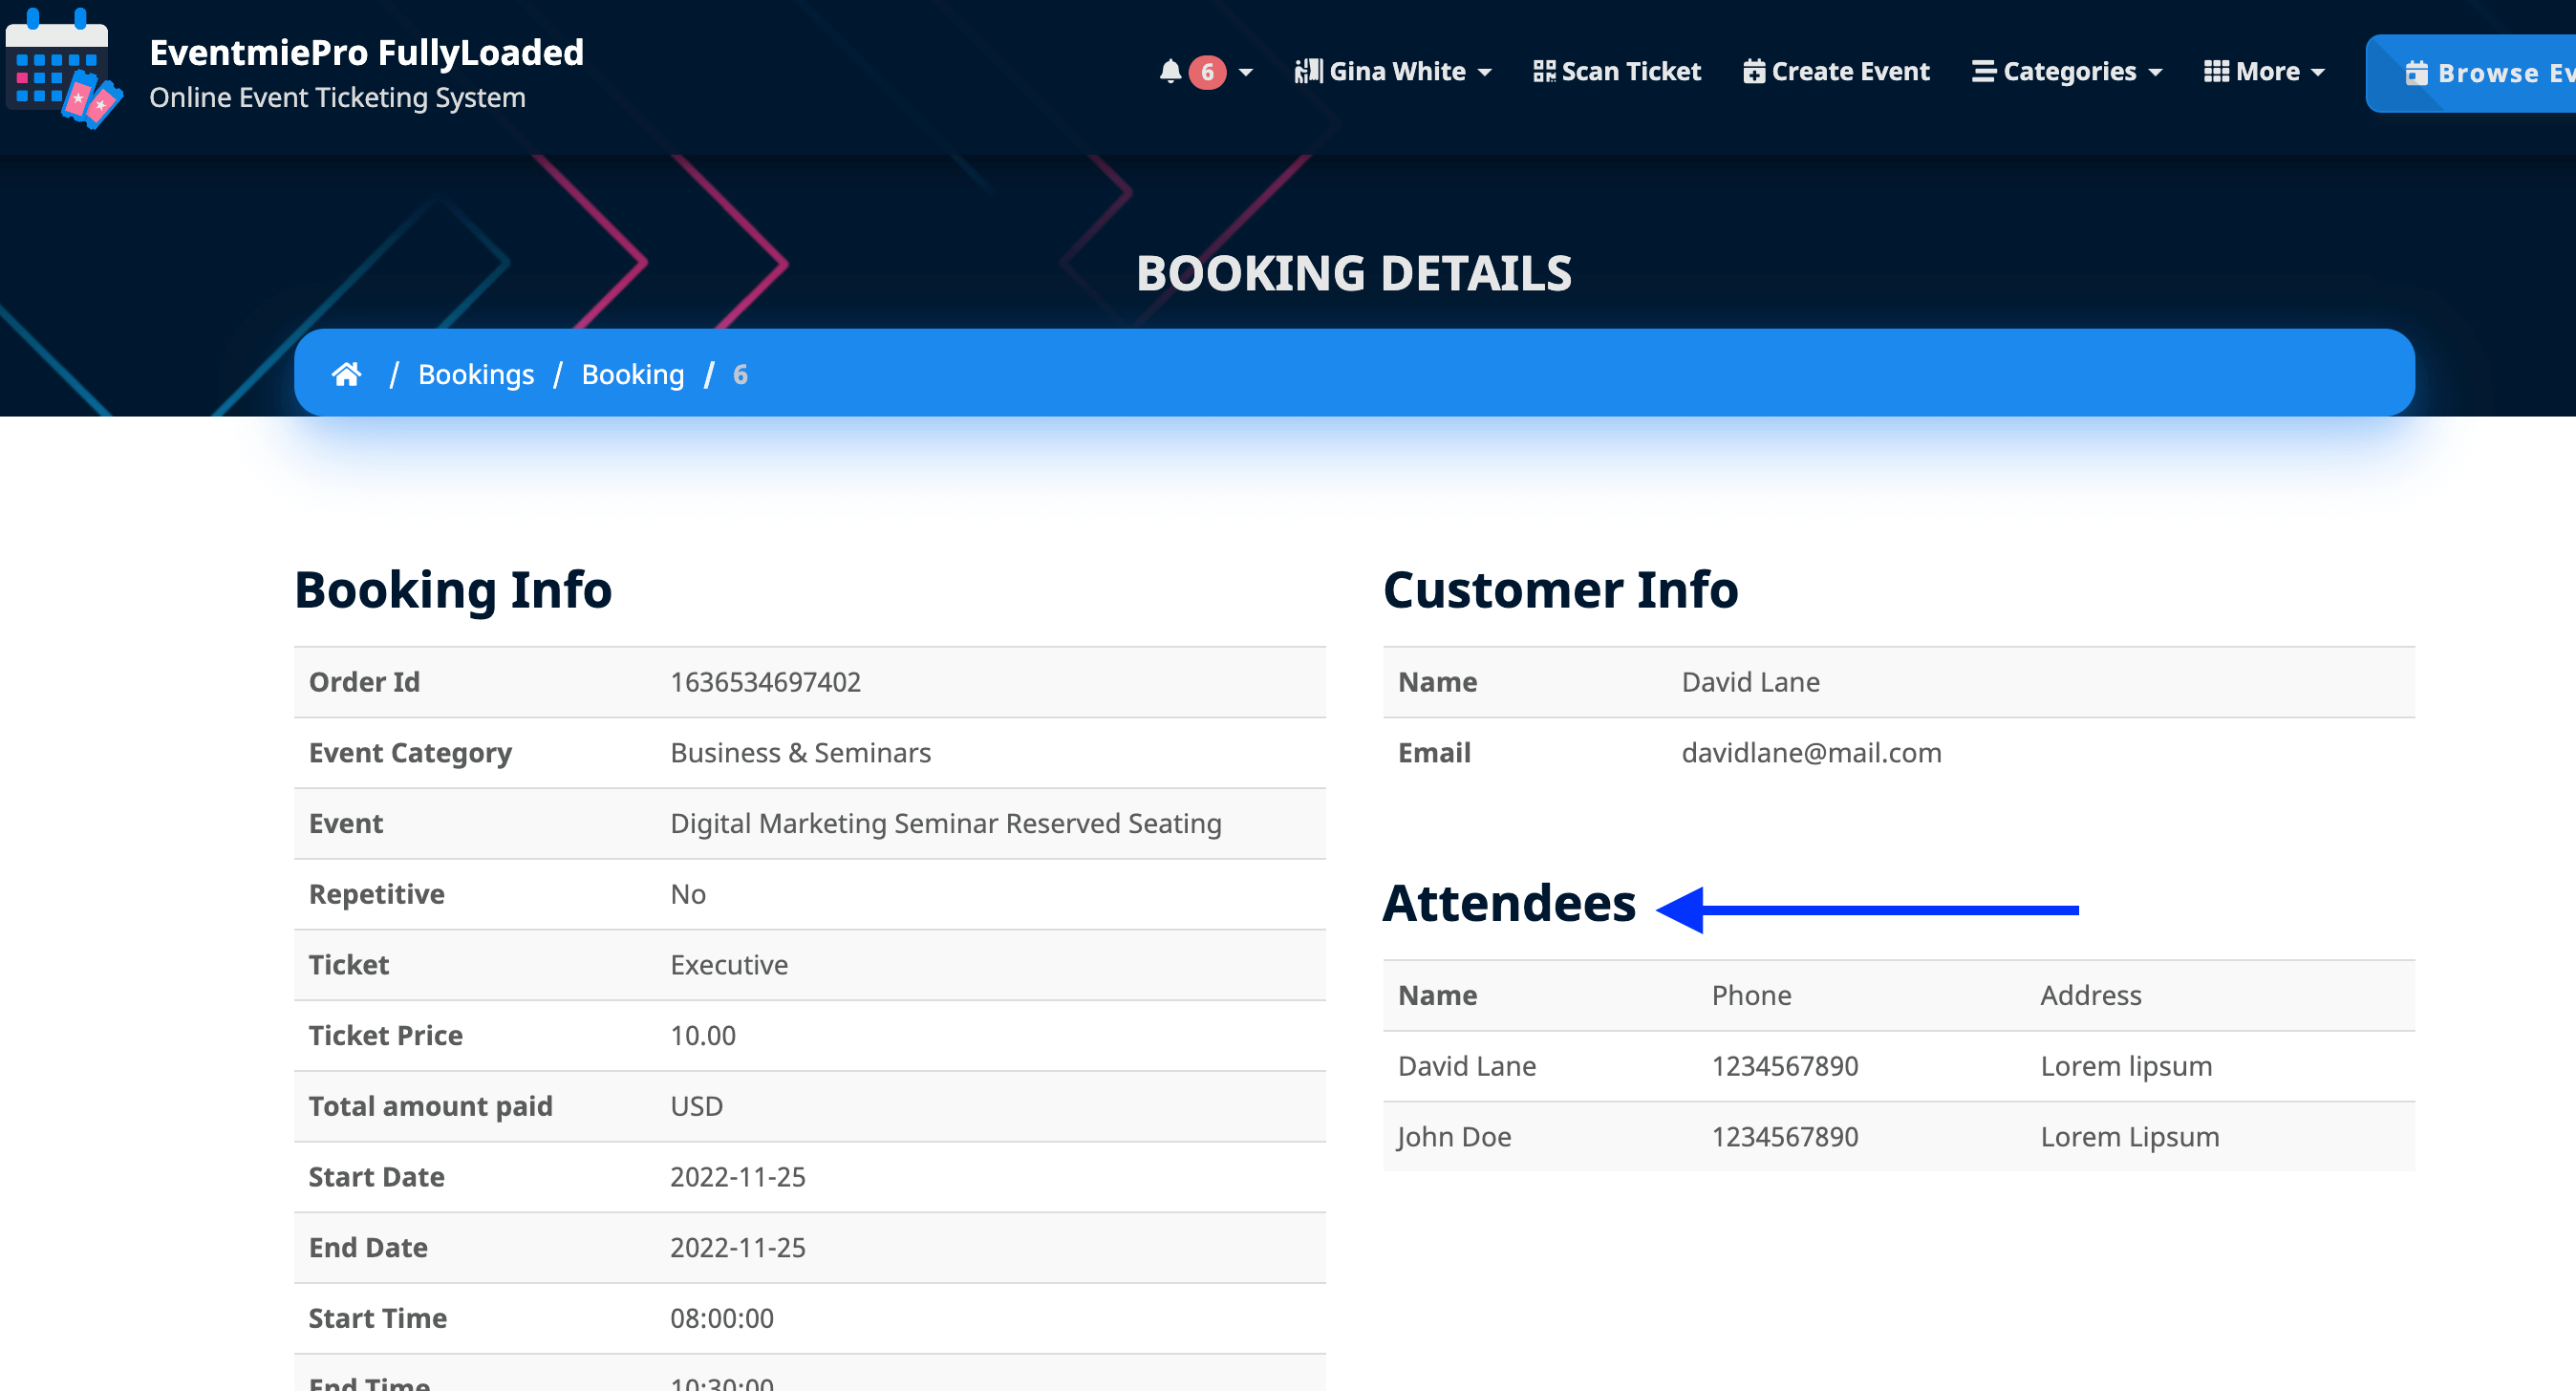 EventmiePro FullyLoaded
Online Event Ticketing System
6
Gina White
Scan Ticket
Create Event
Categories
More
Browse
BOOKING DETAILS
/ Bookings / Booking / 6
Booking Info
Order Id 1636534697402
Event Category Business & Seminars
Event Digital Marketing Seminar Reserved Seating
Repetitive No
Ticket Executive
Ticket Price 10.00
Total amount paid USD
Start Date 2022-11-25
End Date 2022-11-25
Start Time 08:00:00
End Time 10:30:00
Customer Info
Name David Lane
Email davidlane@mail.com
Attendees
Name Phone Address
David Lane 1234567890 Lorem lipsum
John Doe 1234567890 Lorem Lipsum